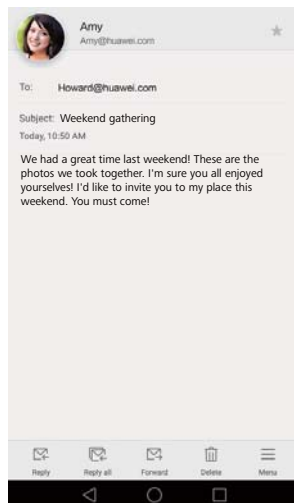 Amy
Amy@huawei.com
To: Howard@huawei.com
Subject: Weekend gathering
Today, 10:50 AM
We had a great time last weekend! These are the
photos we took together. I'm sure you all enjoyed
yourselves! I'd like to invite you to my place this
weekend. You must come!
Reply Reply all Forward Delete Menu